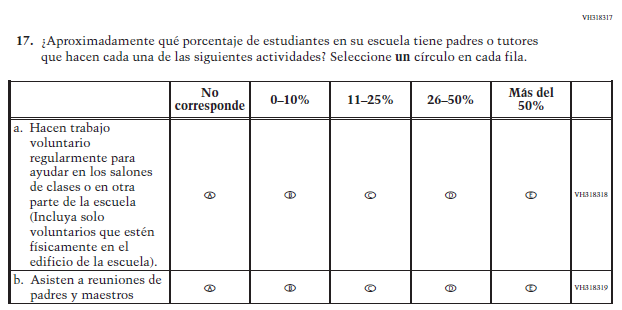 VH318317
17. ¿Aproximadamente qué porcentaje de estudiantes en su escuela tiene padres o tutores
que hacen cada una de las siguientes actividades? Seleccione un círculo en cada fila.
No corresponde 0–10% 11–25% 26–50% Más del 50%
a. Hacen trabajo
voluntario
regularmente para
ayudar en los salones
de clases o en otra
parte de la escuela
(Incluya solo
voluntarios que estén
físicamente en el
edificio de la escuela).
A B C D E VH318318
b. Asisten a reuniones de
padres y maestros
A B C D E VH318319